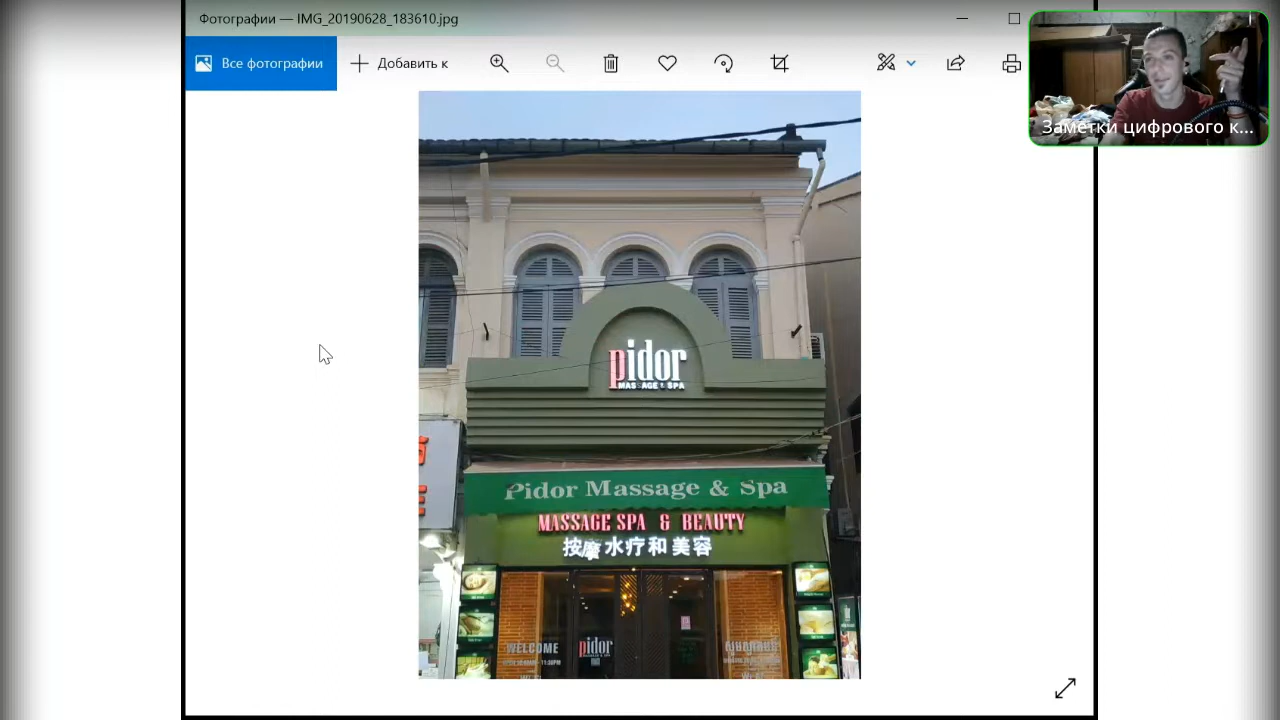 Фотографии — IMG_20190628_183610.jpg
Все фотографии
Добавить к
Заметки цифрового к...
pidor
MASSAGE & SPA
Pidor Massage & Spa
MASSAGE SPA & BEAUTY
按摩水疗和美容
WELCOME
pidor